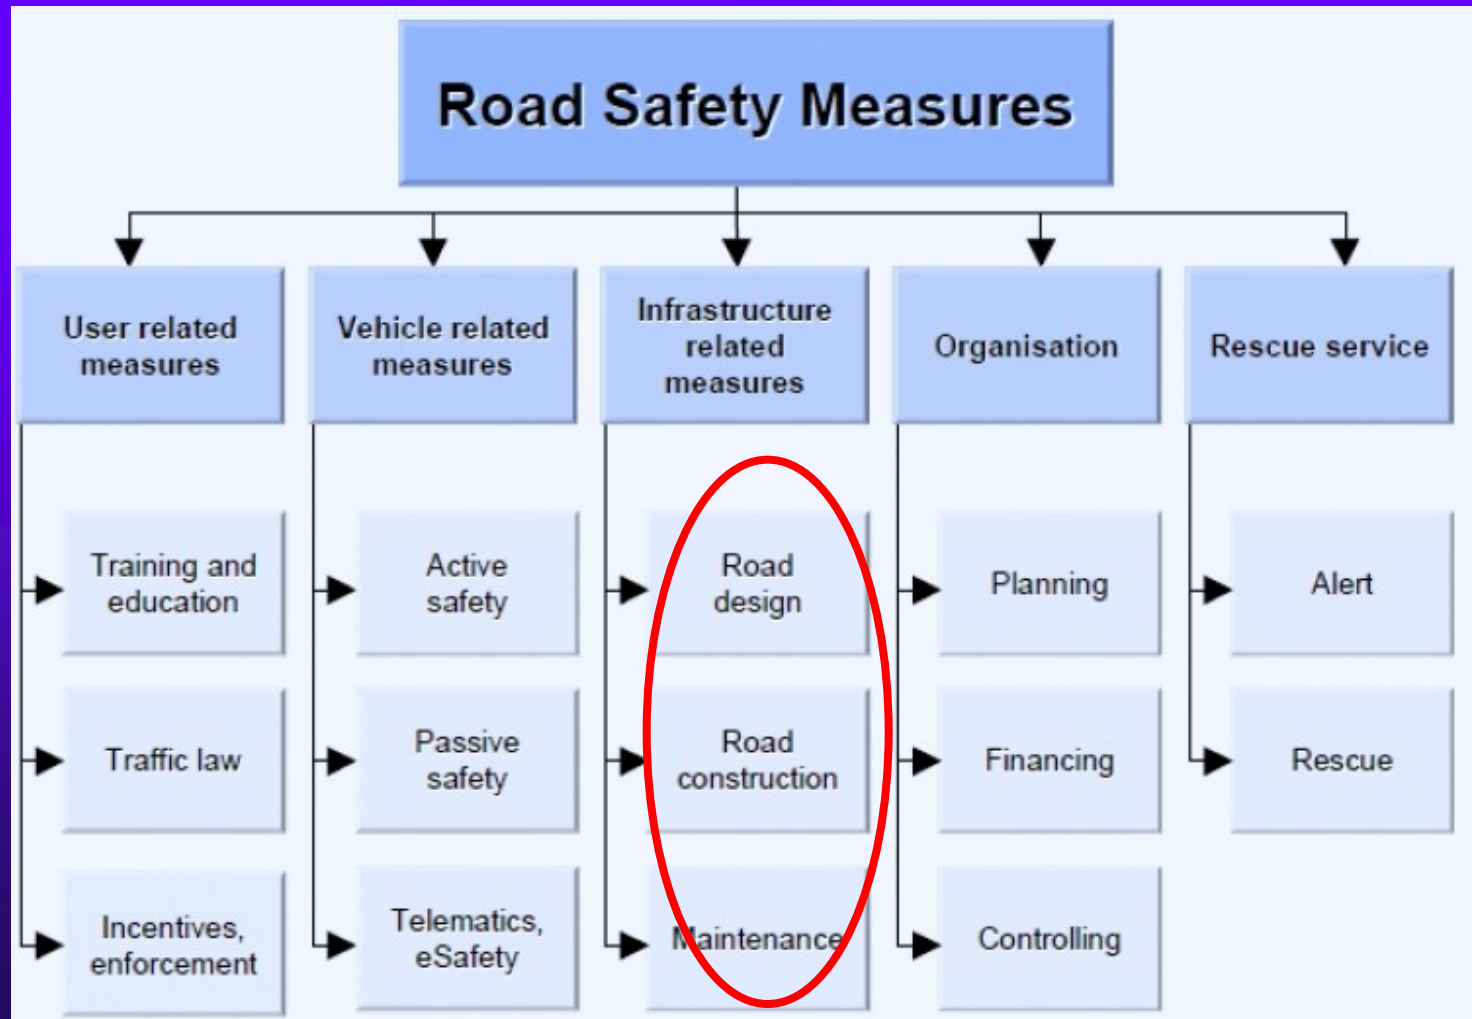 Road Safety Measures
User related
measures
Vehicle related
measures
Infrastructure
related
measures
Organisation
Rescue service
Training and
education
Active
safety
Road
design
Planning
Alert
Traffic law
Passive
safety
Road
construction
Financing
Rescue
Incentives,
enforcement
Telematics,
eSafety
Maintenance
Controlling